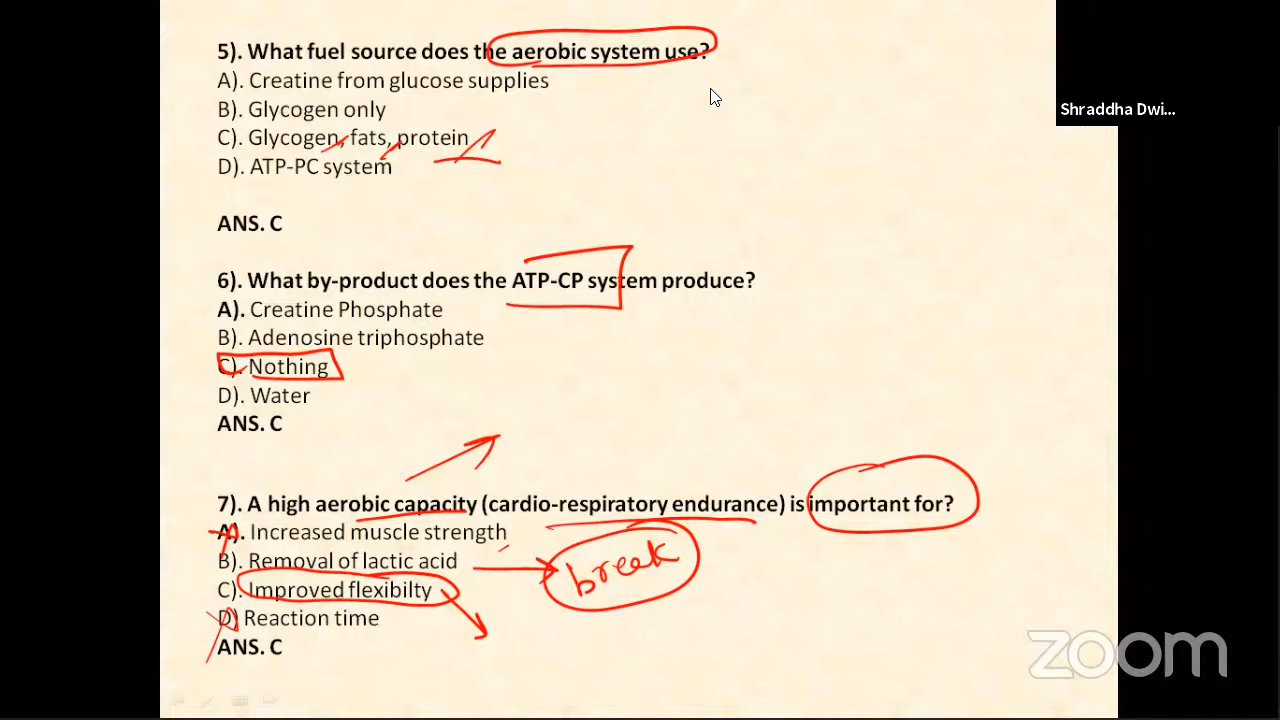 5). What fuel source does the aerobic system use?
A). Creatine from glucose supplies
B). Glycogen only
C). Glycogen, fats, protein
D). ATP-PC system
ANS. C
6). What by-product does the ATP-CP system produce?
A). Creatine Phosphate
B). Adenosine triphosphate
C). Nothing
D). Water
ANS. C
7). A high aerobic capacity (cardio-respiratory endurance) is important for?
A). Increased muscle strength
B). Removal of lactic acid
break
C). Improved flexibilty
D) Reaction time
ANS. C
Shraddha Dwi...
zoom